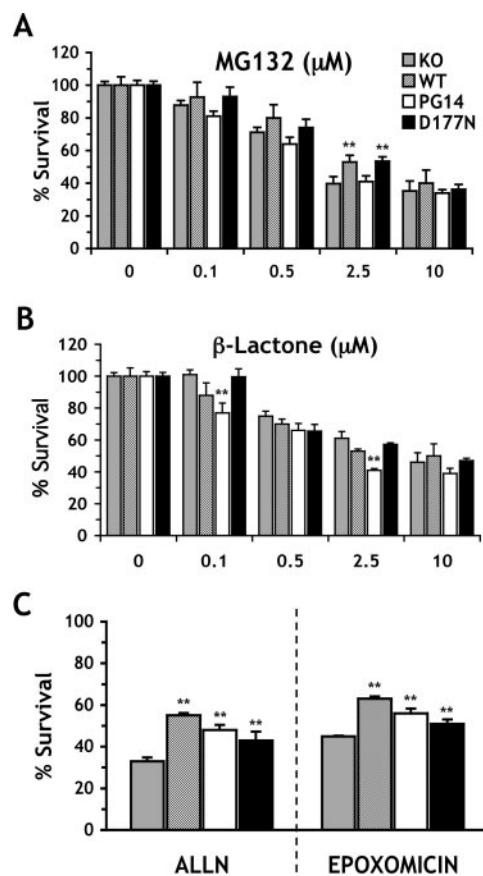 A
MG132 (μM)
KO
WT
PG14
D177N
% Survival
120
100
80
60
40
20
0
** **
0 0.1 0.5 2.5 10
B
β-Lactone (μM)
% Survival
120
100
80
60
40
20
0
**
**
0 0.1 0.5 2.5 10
C
% Survival
100
80
60
40
20
0
** ** **
** ** **
ALLN EPOXOMICIN